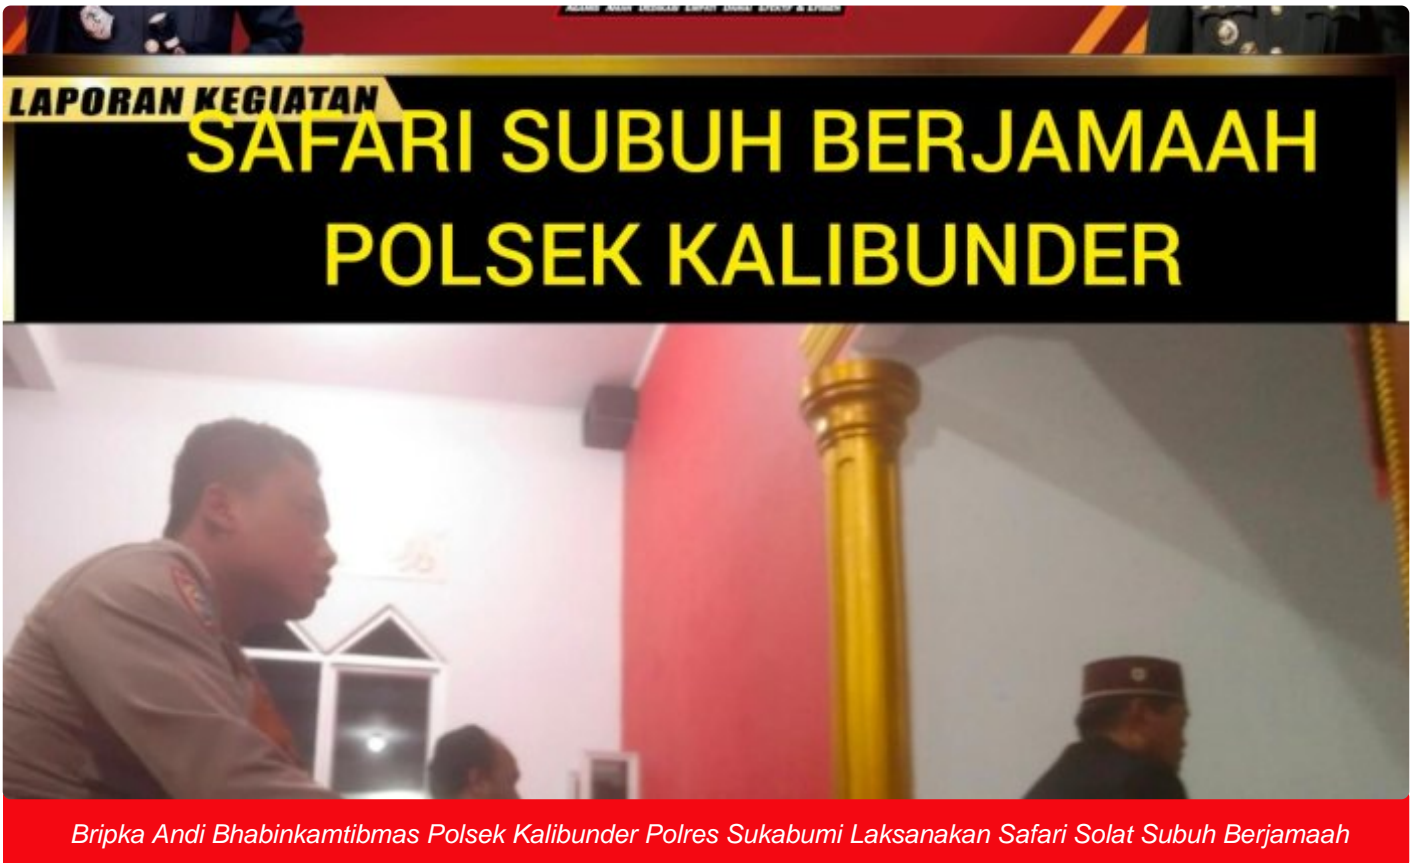 LAPORAN KEGIATAN
SAFARI SUBUH BERJAMAAH
POLSEK KALIBUNDER
Bripka Andi Bhabinkamtibmas Polsek Kalibunder Polres Sukabumi Laksanakan Safari Solat Subuh Berjamaah